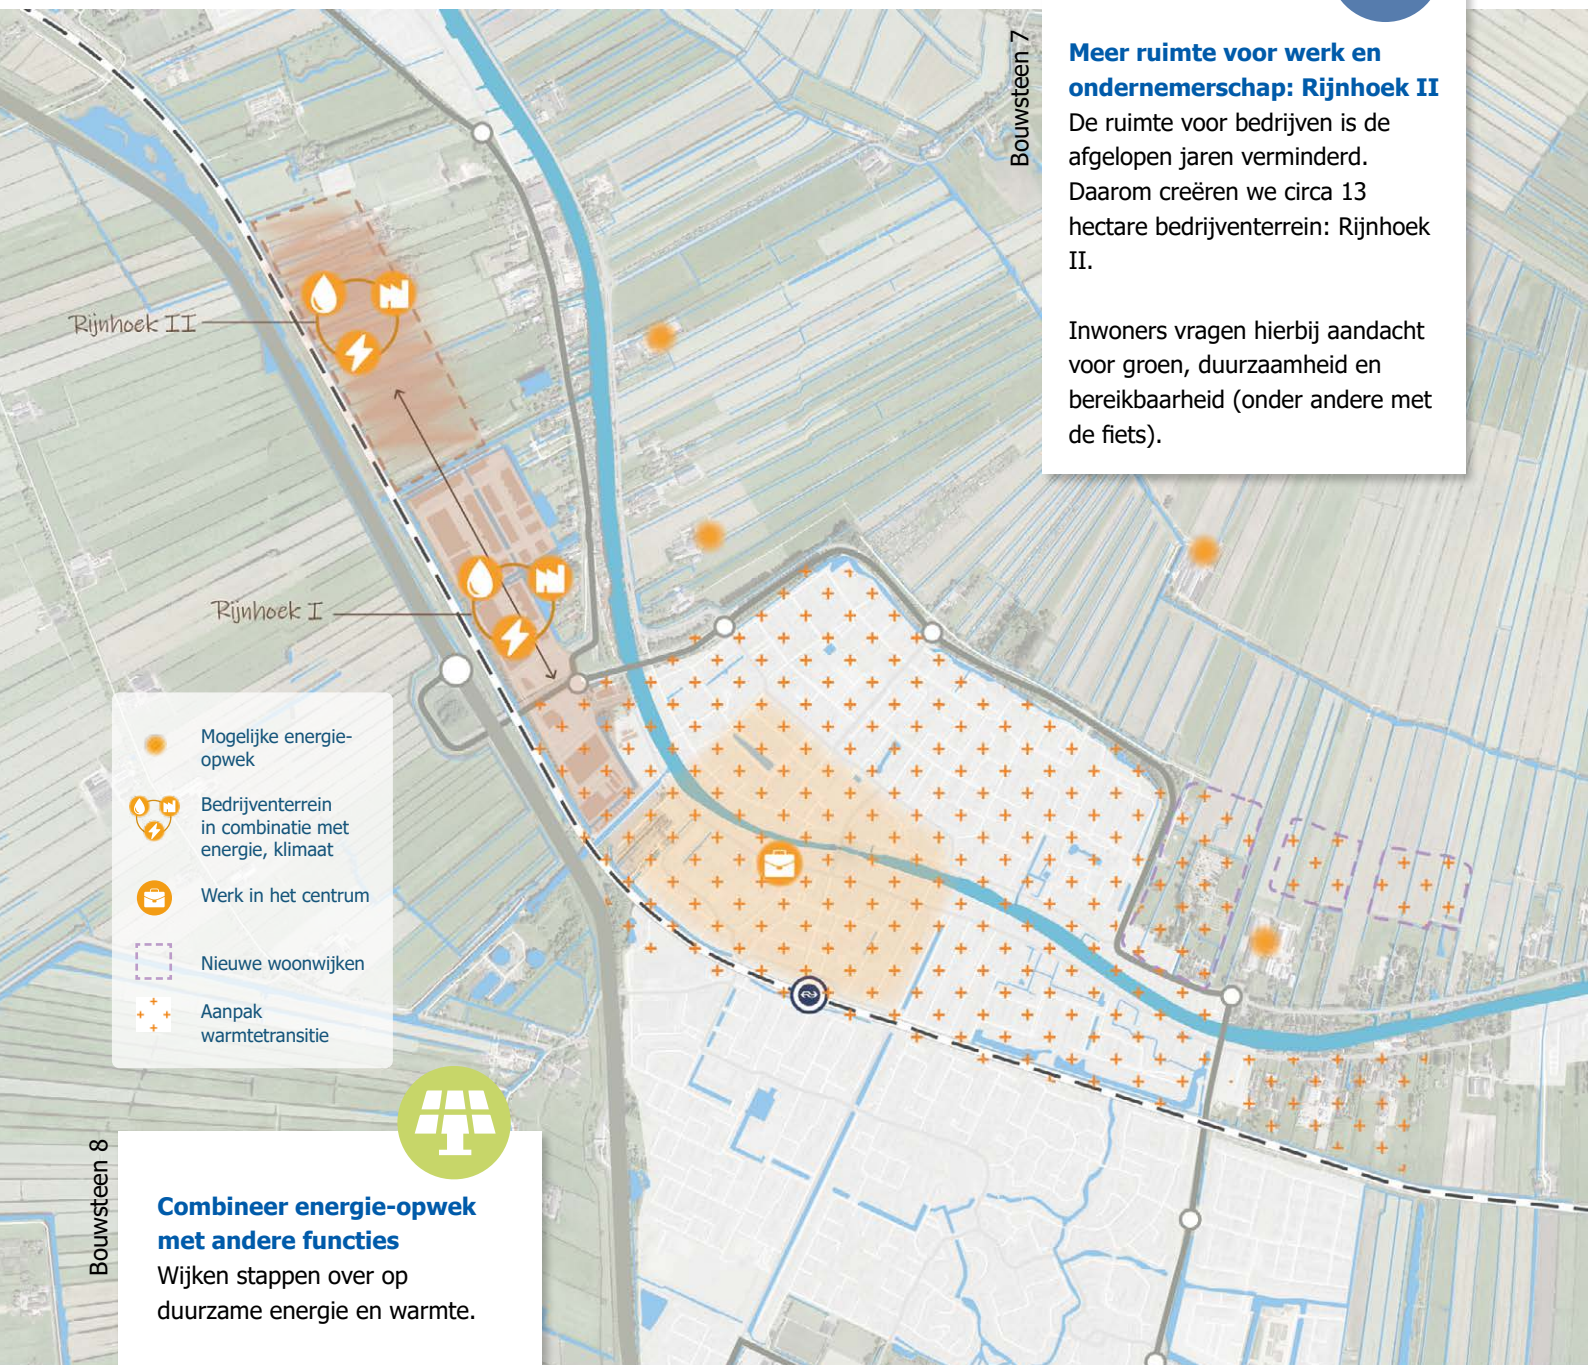 Bouwsteen 7
Meer ruimte voor werk en
ondernemerschap: Rijnhoek II
De ruimte voor bedrijven is de
afgelopen jaren verminderd.
Daarom creëren we circa 13
hectare bedrijventerrein: Rijnhoek
II.
Inwoners vragen hierbij aandacht
voor groen, duurzaamheid en
bereikbaarheid (onder andere met
de fiets).
Rijnhoek II
Rijnhoek I
Mogelijke energie-
opwek
Bedrijventerrein
in combinatie met
energie, klimaat
Werk in het centrum
Nieuwe woonwijken
Aanpak
warmtetransitie
Bouwsteen 8
Combineer energie-opwek
met andere functies
Wijken stappen over op
duurzame energie en warmte.